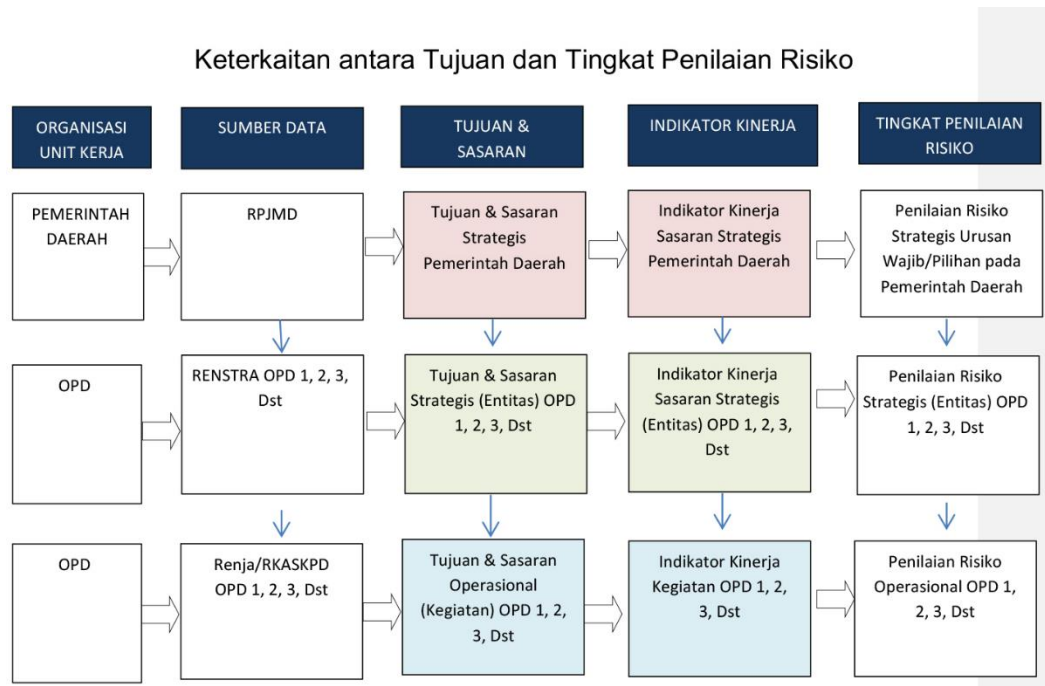 Keterkaitan antara Tujuan dan Tingkat Penilaian Risiko
ORGANISASI
UNIT KERJA
SUMBER DATA
TUJUAN &
SASARAN
INDIKATOR KINERJA
TINGKAT PENILAIAN
RISIKO
PEMERINTAH
DAERAH
RPJMD
Tujuan & Sasaran
Strategis
Pemerintah Daerah
Indikator Kinerja
Sasaran Strategis
Pemerintah Daerah
Penilaian Risiko
Strategis Urusan
Wajib/Pilihan pada
Pemerintah Daerah
OPD
RENSTRA OPD 1, 2, 3,
Dst
Tujuan & Sasaran
Strategis (Entitas) OPD
1, 2, 3, Dst
Indikator Kinerja
Sasaran Strategis
(Entitas) OPD 1, 2, 3,
Dst
Penilaian Risiko
Strategis (Entitas) OPD
1, 2, 3, Dst
OPD
Renja/RKASKPD
OPD 1, 2, 3, Dst
Tujuan & Sasaran
Operasional
(Kegiatan) OPD 1, 2,
3, Dst
Indikator Kinerja
Kegiatan OPD 1, 2,
3, Dst
Penilaian Risiko
Operasional OPD 1,
2, 3, Dst